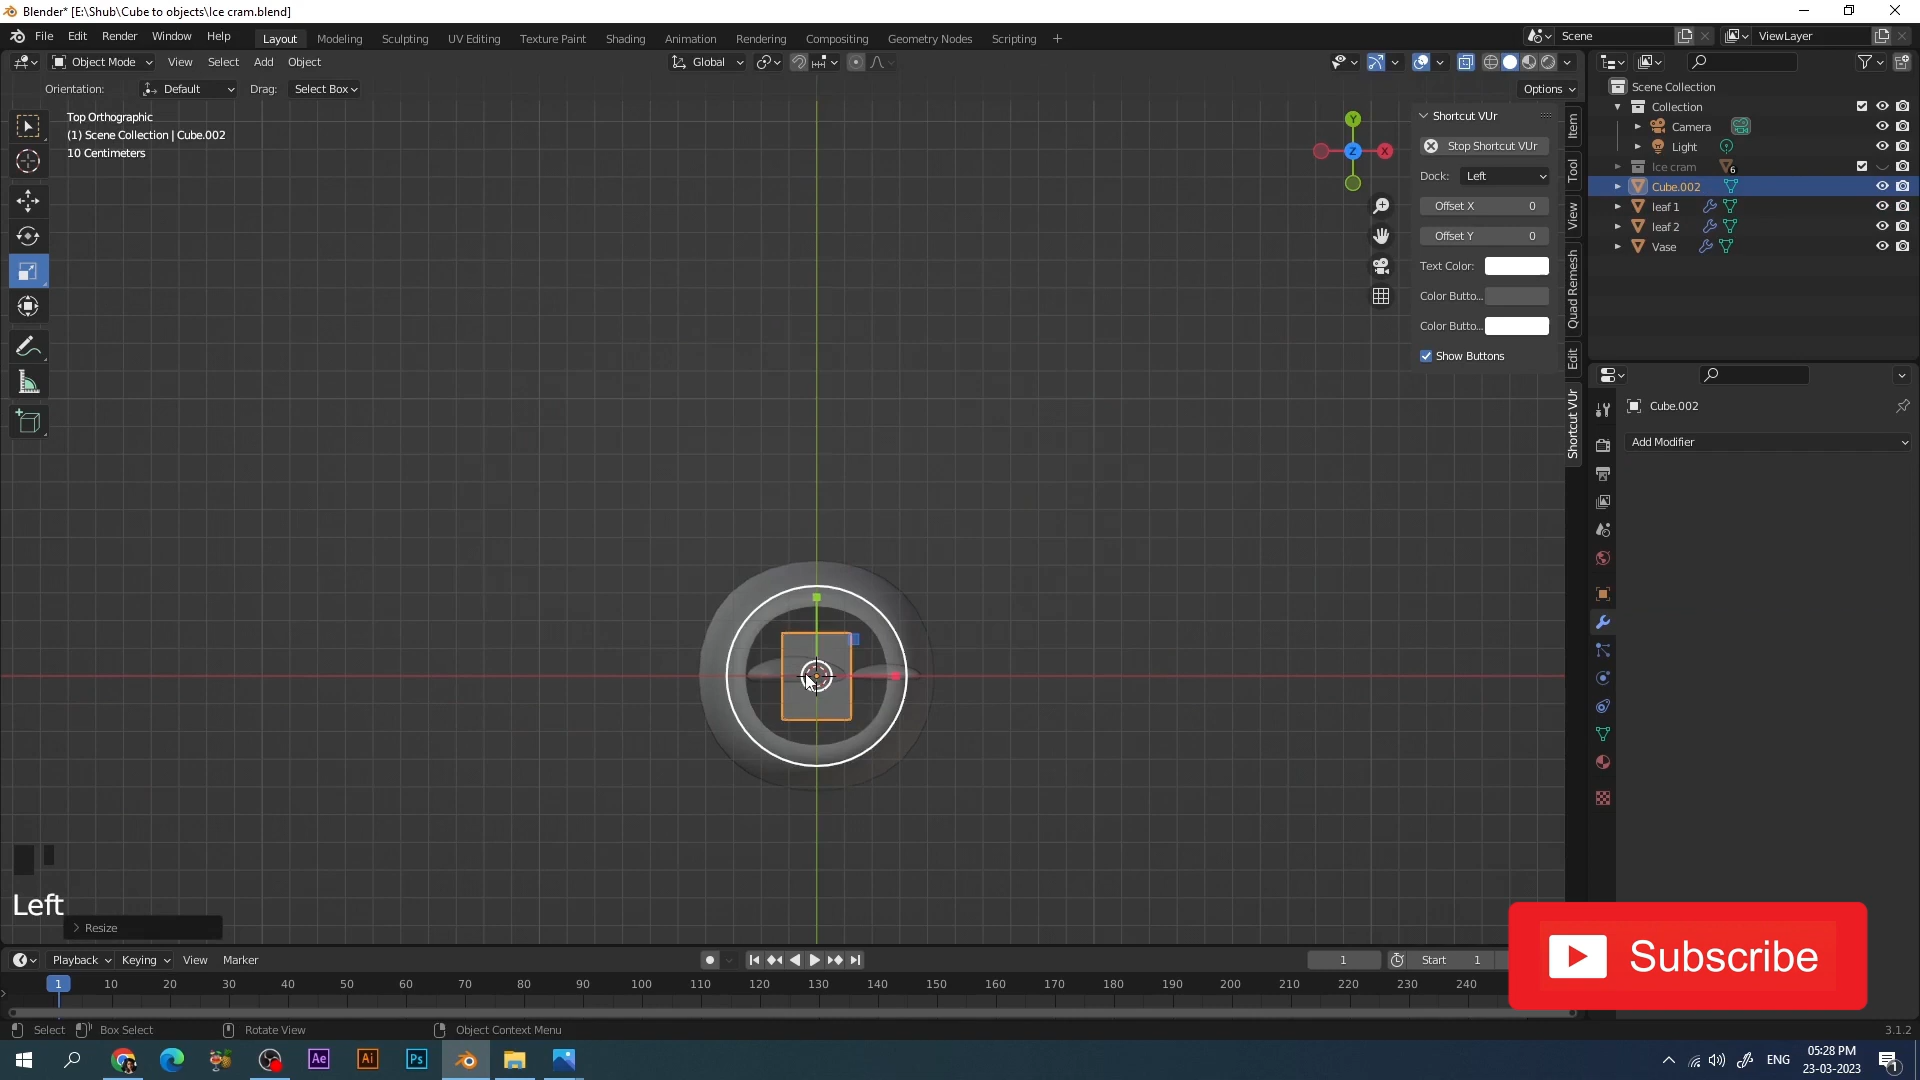 Blender* [E:\Shub\Cube to objects\Ice cram.blend]
File Edit Render Window Help Layout Modeling Sculpting UV Editing Texture Paint Shading Animation Rendering Compositing Geometry Nodes Scripting Scene ViewLayer
Object Mode View Select Add Object Global
Orientation: Default Drag: Select Box Options
Top Orthographic
(1) Scene Collection | Cube.002
10 Centimeters
Y
X
Z
Shortcut VUr
Stop Shortcut VUr
Dock: Left
Offset X 0
Offset Y 0
Text Color:
Color Butto...
Color Butto...
Show Buttons
Item
Tool
View
Quad Remesh
Edit
Shortcut VUr
Scene Collection
Collection
Camera
Light
Ice cram 6
Cube.002
leaf 1
leaf 2
Vase
Cube.002
Add Modifier
Left
Resize
Subscribe
Playback Keying View Marker 1 Start 1
1 10 20 30 40 50 60 70 80 90 100 110 120 130 140 150 160 170 180 190 200 210 220 230 240
Select Box Select Rotate View Object Context Menu 3.1.2
Ae Ai Ps ENG 05:28 PM
23-03-2023 1